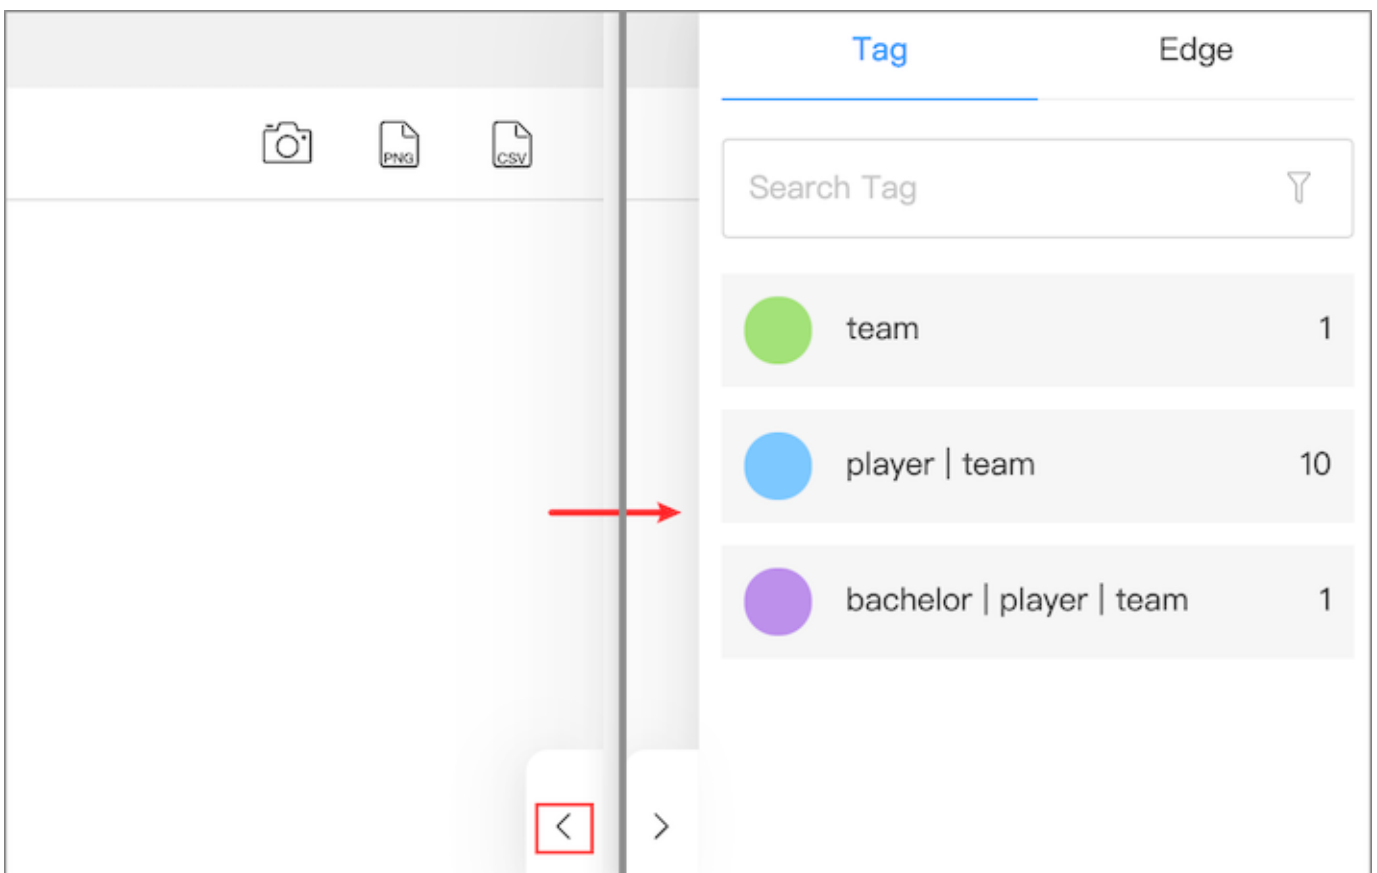 PNG CSV
Tag Edge
Search Tag
team 1
player | team 10
bachelor | player | team 1